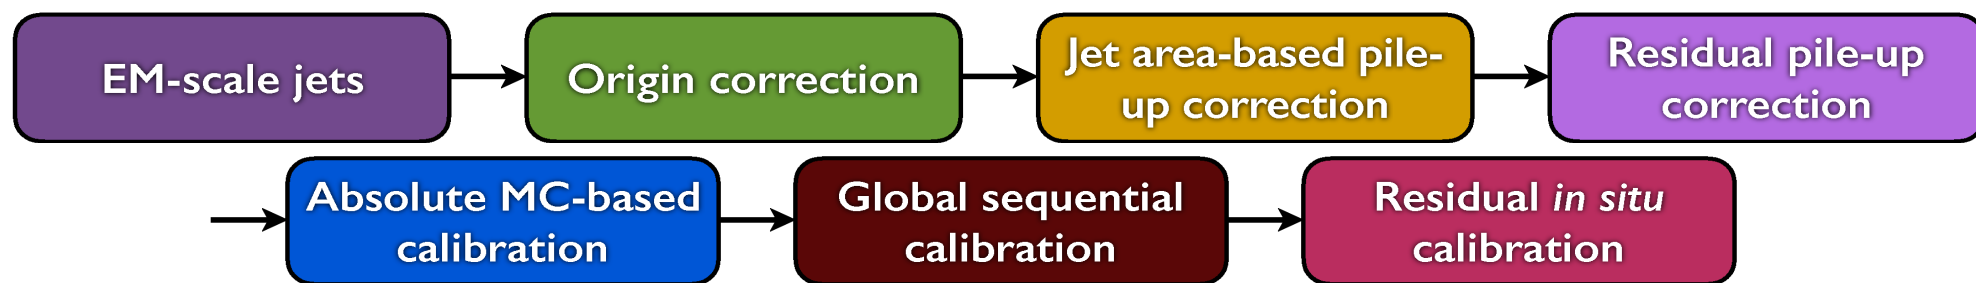 EM-scale jets
Origin correction
Jet area-based pile-
up correction
Residual pile-up
correction
Absolute MC-based
calibration
Global sequential
calibration
Residual in situ
calibration